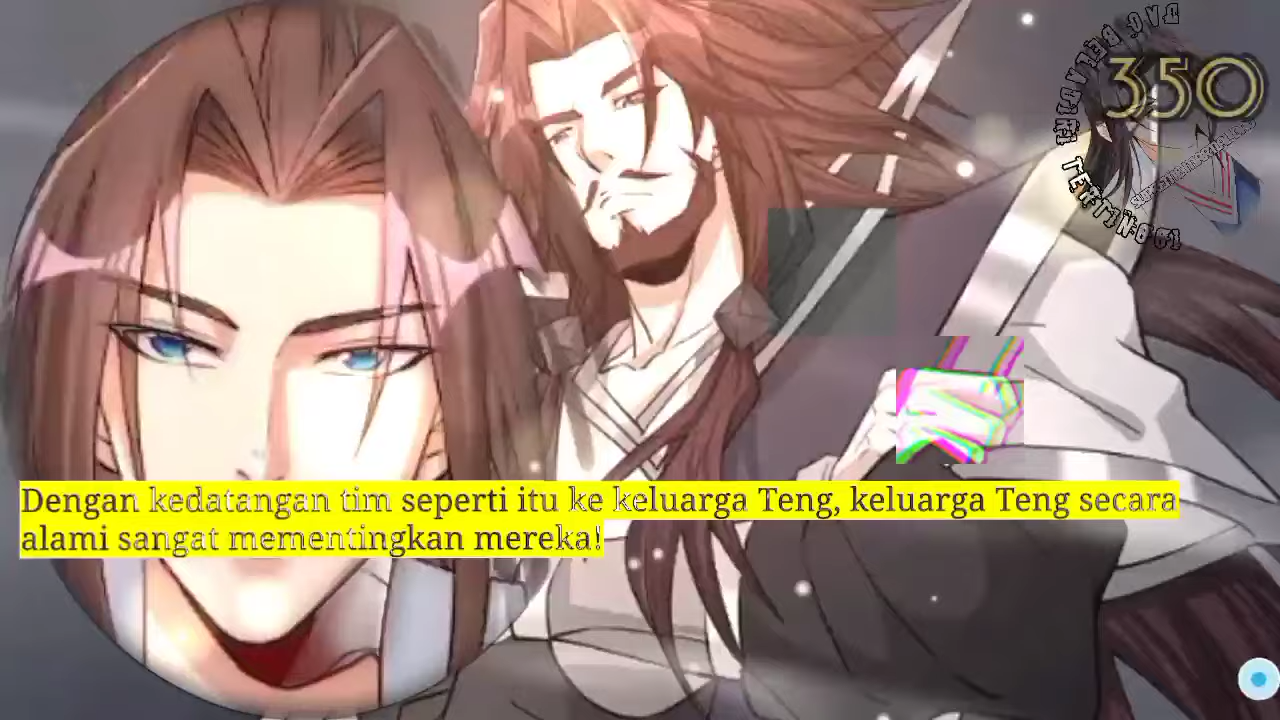 350
Dengan kedatangan tim seperti itu ke keluarga Teng, keluarga Teng secara
alami sangat mementingkan mereka!